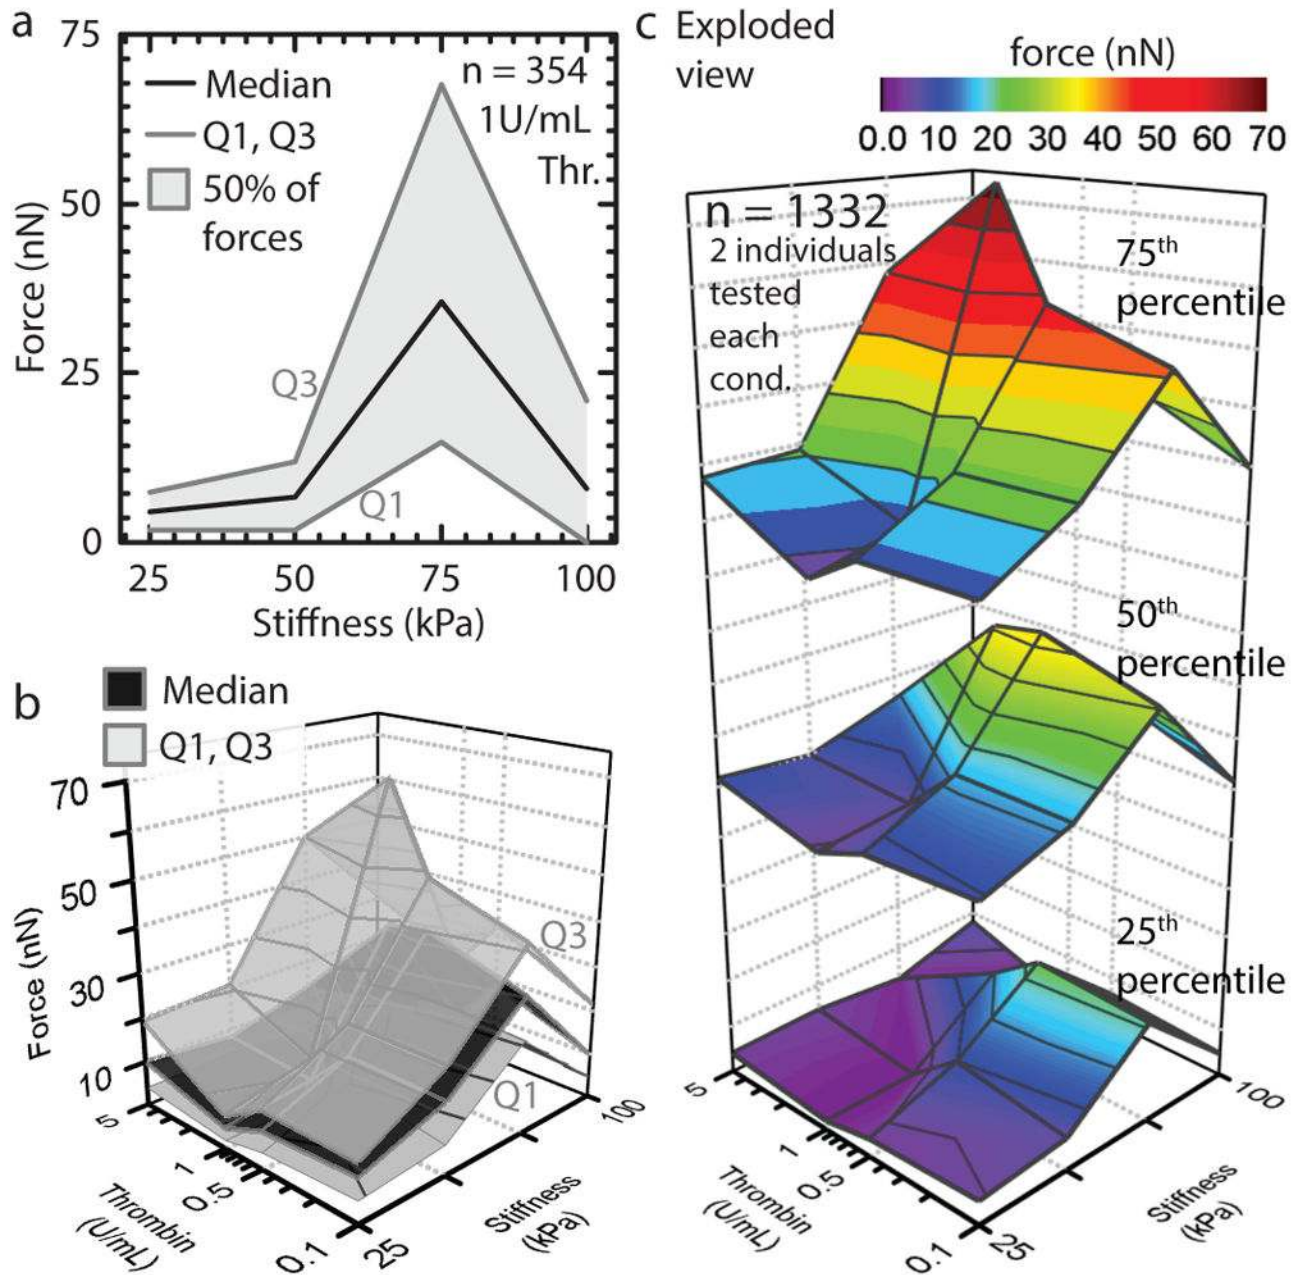 a
75
50
25
0
Force (nN)
Median
Q1, Q3
50% of
forces
n = 354
1U/mL
Thr.
Q3
Q1
25 50 75 100
Stiffness (kPa)
b
Median
Q1, Q3
70
50
30
10
Force (nN)
Q3
Q1
5
1
0.5
0.1
Thrombin
(U/mL)
25
100
Stiffness
(kPa)
c Exploded
view
force (nN)
0.0 10 20 30 40 50 60 70
n = 1332
2 individuals
tested
each
cond.
75th
percentile
50th
percentile
25th
percentile
5
1
0.5
0.1
Thrombin
(U/mL)
25
100
Stiffness
(kPa)